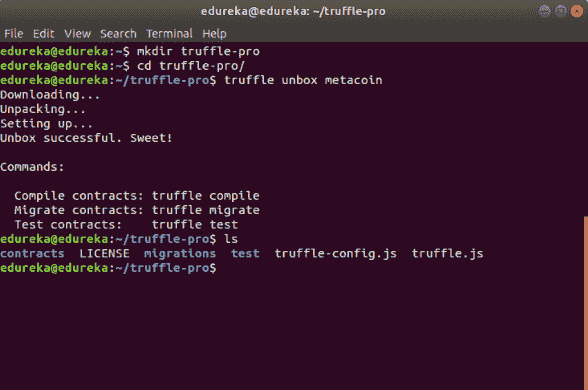 edureka@edureka: ~/truffle-pro
File Edit View Search Terminal Help
edureka@edureka:~$ mkdir truffle-pro
edureka@edureka:~$ cd truffle-pro/
edureka@edureka:~/truffle-pro$ truffle unbox metacoin
Downloading...
Unpacking...
Setting up...
Unbox successful. Sweet!
Commands:
Compile contracts: truffle compile
Migrate contracts: truffle migrate
Test contracts: truffle test
edureka@edureka:~/truffle-pro$ ls
contracts LICENSE migrations test truffle-config.js truffle.js
edureka@edureka:~/truffle-pro$